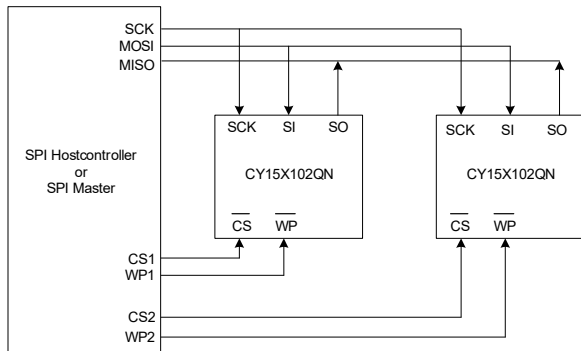 SCK
MOSI
MISO
SCK SI SO
SCK SI SO
SPI Hostcontroller
or
SPI Master
CY15X102QN
CY15X102QN
CS WP
CS WP
CS1
WP1
CS2
WP2